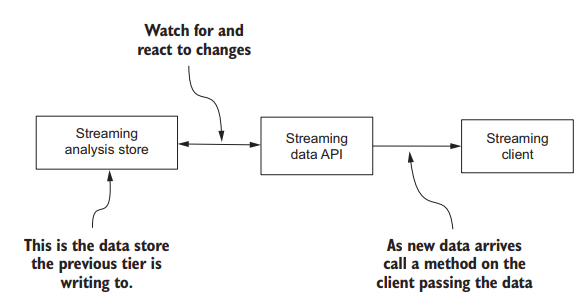 Watch for and
react to changes
Streaming
analysis store
Streaming
data API
Streaming
client
This is the data store
the previous tier is
writing to.
As new data arrives
call a method on the
client passing the data